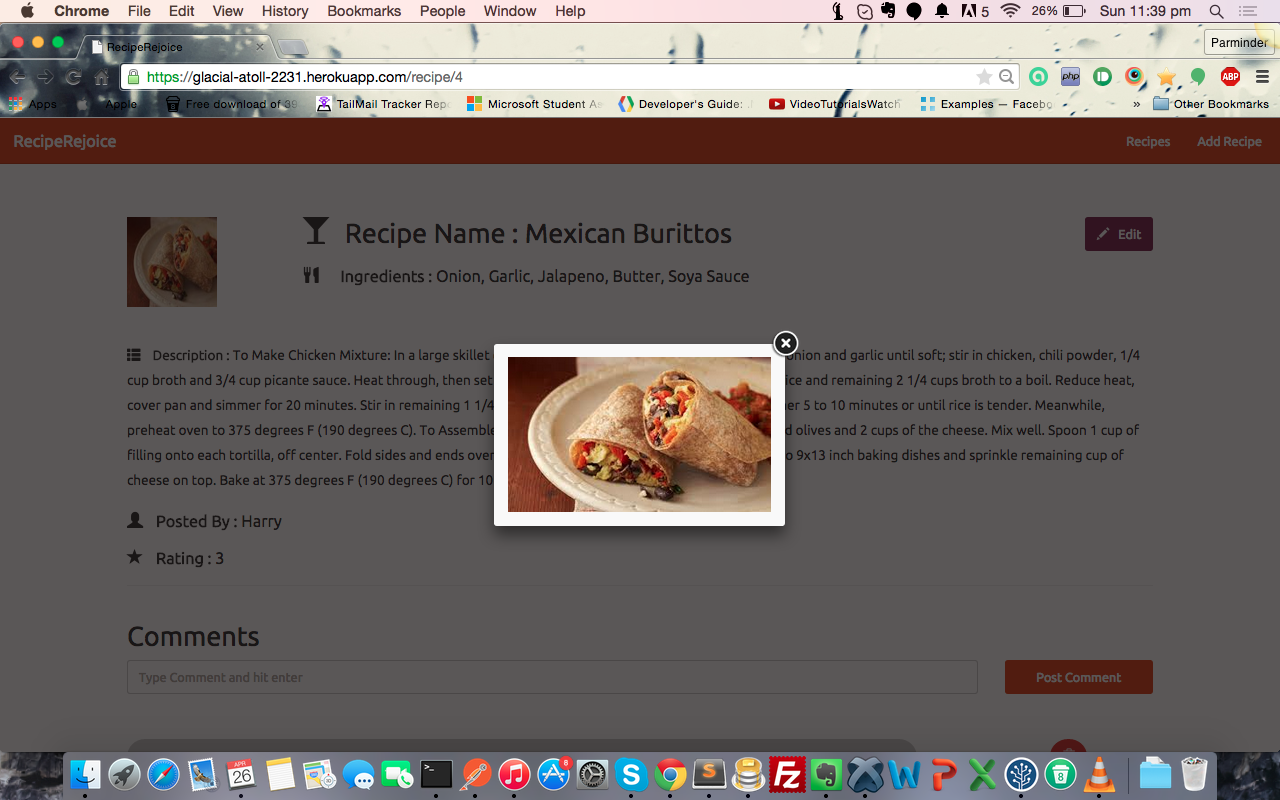 Chrome File Edit View History Bookmarks People Window Help 5 26% Sun 11:39 pm
RecipeRejoice
Parminder
https://glacial-atoll-2231.herokuapp.com/recipe/4
php
ABP
Apps Apple Free download of 39 TailMail Tracker Repo Microsoft Student As Developer's Guide: VideoTutorialsWatch Examples — Facebo » Other Bookmarks
RecipeRejoice Recipes Add Recipe
Recipe Name : Mexican Burittos
Edit
Ingredients : Onion, Garlic, Jalapeno, Butter, Soya Sauce
Description : To Make Chicken Mixture: In a large skillet onion and garlic until soft; stir in chicken, chili powder, 1/4
cup broth and 3/4 cup picante sauce. Heat through, then set ice and remaining 2 1/4 cups broth to a boil. Reduce heat,
cover pan and simmer for 20 minutes. Stir in remaining 1 1/4 er 5 to 10 minutes or until rice is tender. Meanwhile,
preheat oven to 375 degrees F (190 degrees C). To Assemble d olives and 2 cups of the cheese. Mix well. Spoon 1 cup of
filling onto each tortilla, off center. Fold sides and ends over o 9x13 inch baking dishes and sprinkle remaining cup of
cheese on top. Bake at 375 degrees F (190 degrees C) for 10
Posted By : Harry
Rating : 3
Comments
Type Comment and hit enter
Post Comment
APR
26
8
S
S
Fz
W
P
X
8